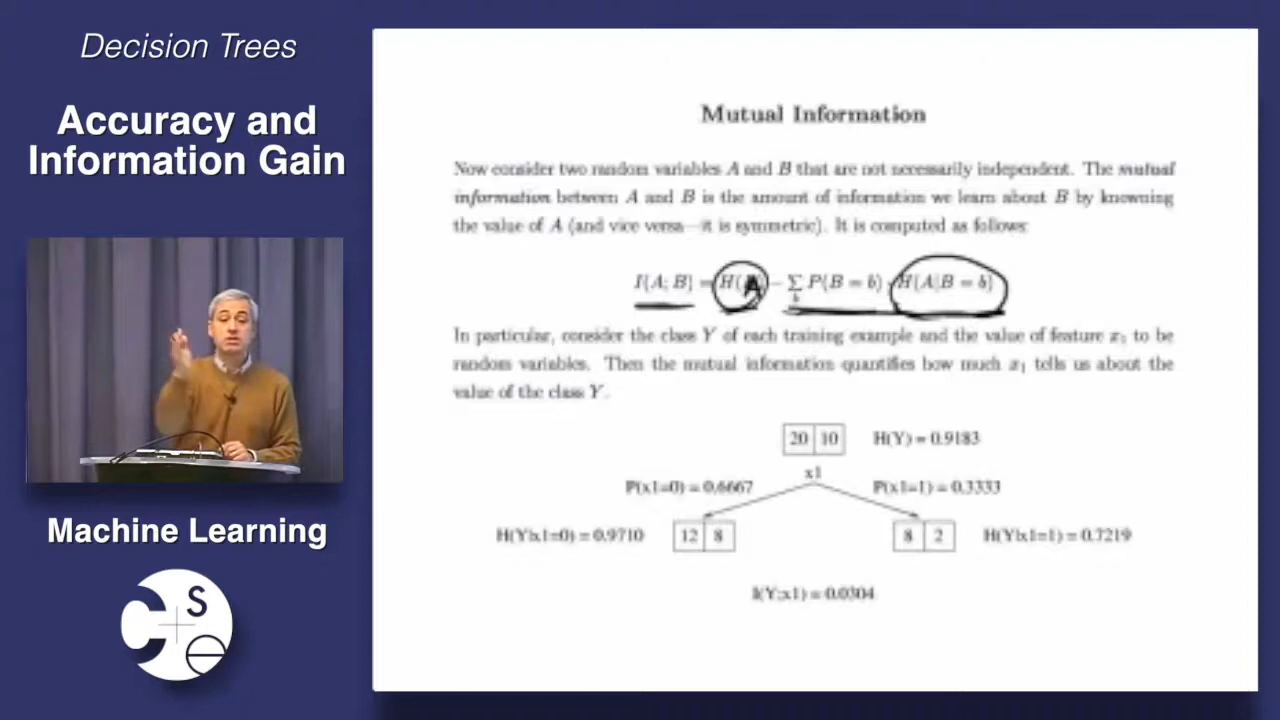 Decision Trees
Accuracy and
Information Gain
Machine Learning
C + S e
Mutual Information
Now consider two random variables A and B that are not necessarily independent. The mutual
information between A and B is the amount of information we learn about B by knowing
the value of A (and vice versa—it is symmetric). It is computed as follows:
I(A; B) = H(A) − ∑_b P(B = b) · H(A|B = b)
In particular, consider the class Y of each training example and the value of feature x₁ to be
random variables. Then the mutual information quantifies how much x₁ tells us about the
value of the class Y.
20 10 H(Y) = 0.9183
x1
P(x1=0) = 0.6667 P(x1=1) = 0.3333
H(Y|x1=0) = 0.9710 12 8 8 2 H(Y|x1=1) = 0.7219
I(Y;x1) = 0.0304